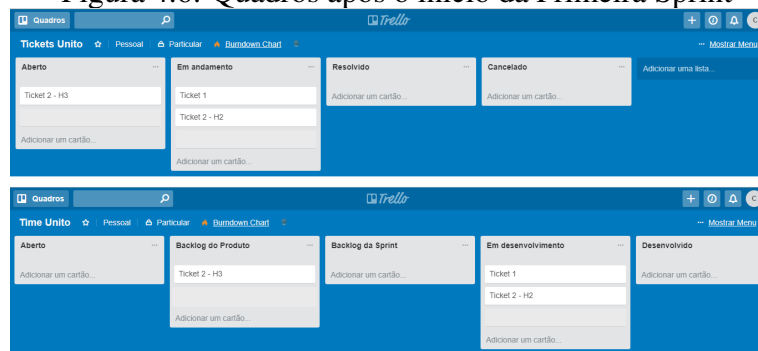 Figura 4.6: Quadros após o início da Primeira Sprint
Quadros
Trello
C
Tickets Unito Pessoal Particular Burndown Chart
··· Mostrar Menu
Aberto ···
Ticket 2 - H3
Adicionar um cartão...
Em andamento ···
Ticket 1
Ticket 2 - H2
Adicionar um cartão...
Resolvido ···
Adicionar um cartão...
Cancelado ···
Adicionar um cartão...
Adicionar uma lista...
Quadros
Trello
C
Time Unito Pessoal Particular Burndown Chart
··· Mostrar Menu
Aberto ···
Adicionar um cartão...
Backlog do Produto ···
Ticket 2 - H3
Adicionar um cartão...
Backlog da Sprint ···
Adicionar um cartão...
Em desenvolvimento ···
Ticket 1
Ticket 2 - H2
Adicionar um cartão...
Desenvolvido
Adicionar um cartão...